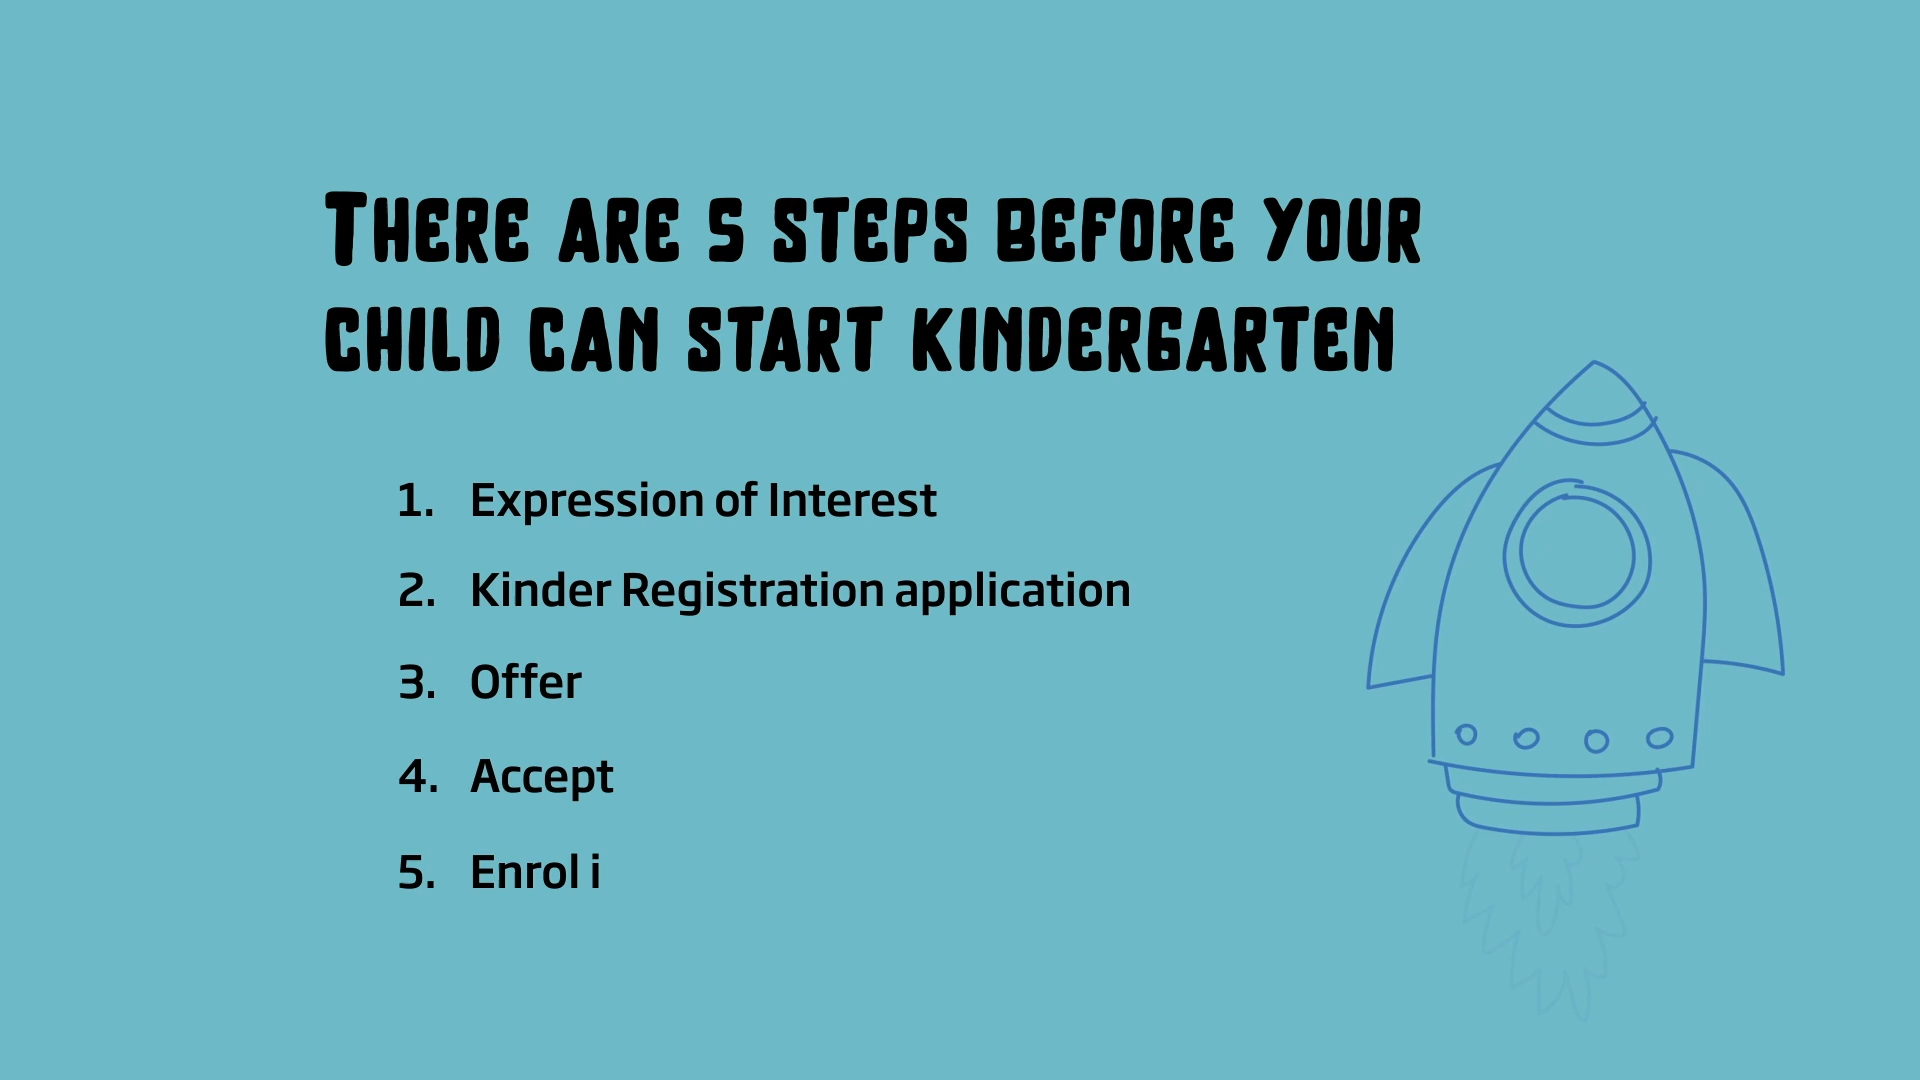 There are 5 steps before your
child can start kindergarten
1. Expression of Interest
2. Kinder Registration application
3. Offer
4. Accept
5. Enrol i